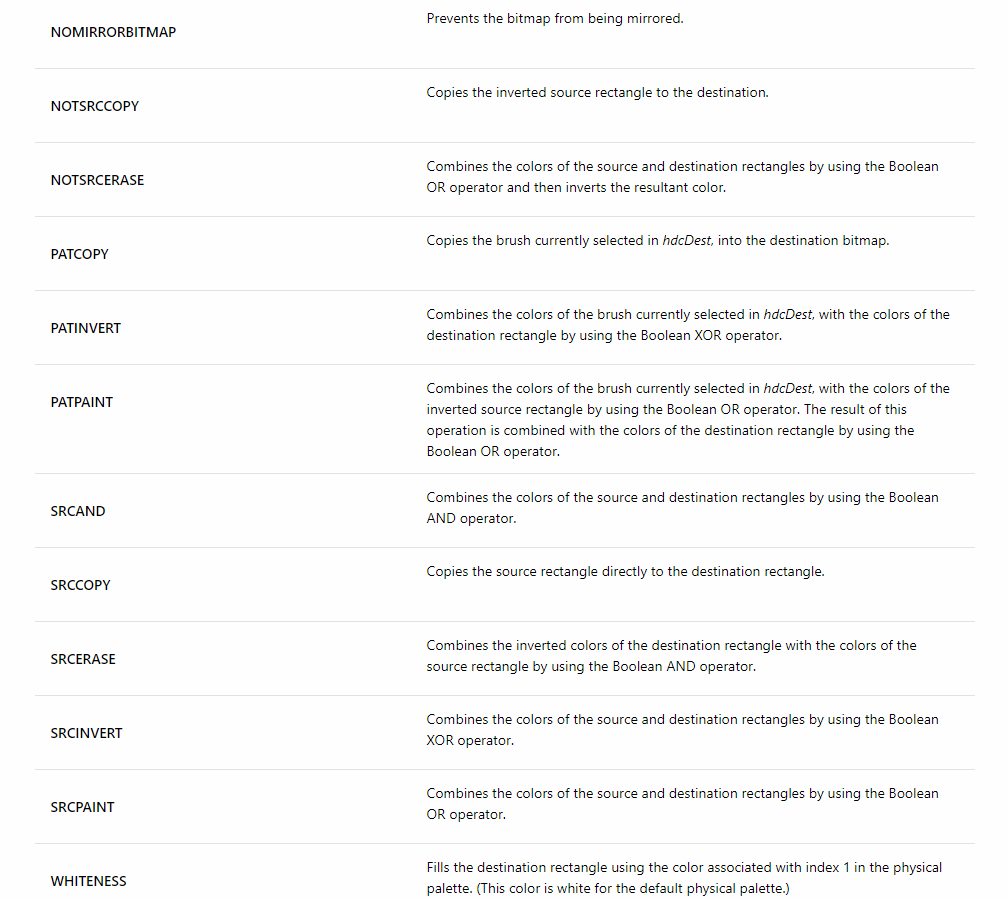 Prevents the bitmap from being mirrored.
NOMIRRORBITMAP
Copies the inverted source rectangle to the destination.
NOTSRCCOPY
Combines the colors of the source and destination rectangles by using the Boolean
OR operator and then inverts the resultant color.
NOTSRCERASE
Copies the brush currently selected in hdcDest, into the destination bitmap.
PATCOPY
Combines the colors of the brush currently selected in hdcDest, with the colors of the
destination rectangle by using the Boolean XOR operator.
PATINVERT
Combines the colors of the brush currently selected in hdcDest, with the colors of the
inverted source rectangle by using the Boolean OR operator. The result of this
operation is combined with the colors of the destination rectangle by using the
Boolean OR operator.
PATPAINT
Combines the colors of the source and destination rectangles by using the Boolean
AND operator.
SRCAND
Copies the source rectangle directly to the destination rectangle.
SRCCOPY
Combines the inverted colors of the destination rectangle with the colors of the
source rectangle by using the Boolean AND operator.
SRCERASE
Combines the colors of the source and destination rectangles by using the Boolean
XOR operator.
SRCINVERT
Combines the colors of the source and destination rectangles by using the Boolean
OR operator.
SRCPAINT
Fills the destination rectangle using the color associated with index 1 in the physical
palette. (This color is white for the default physical palette.)
WHITENESS